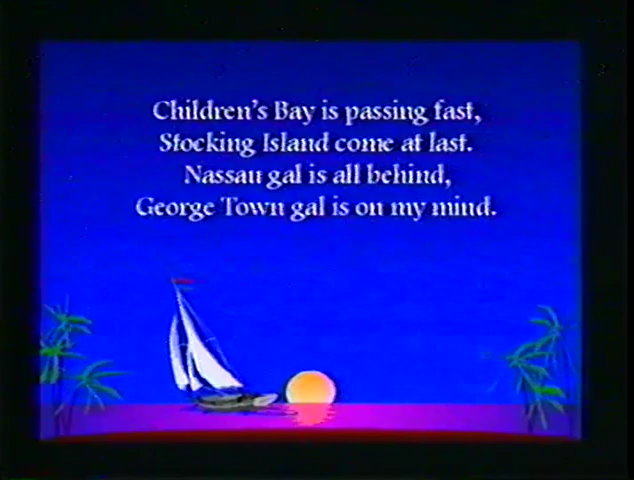 Children's Bay is passing fast,
Stocking Island come at last.
Nassau gal is all behind,
George Town gal is on my mind.